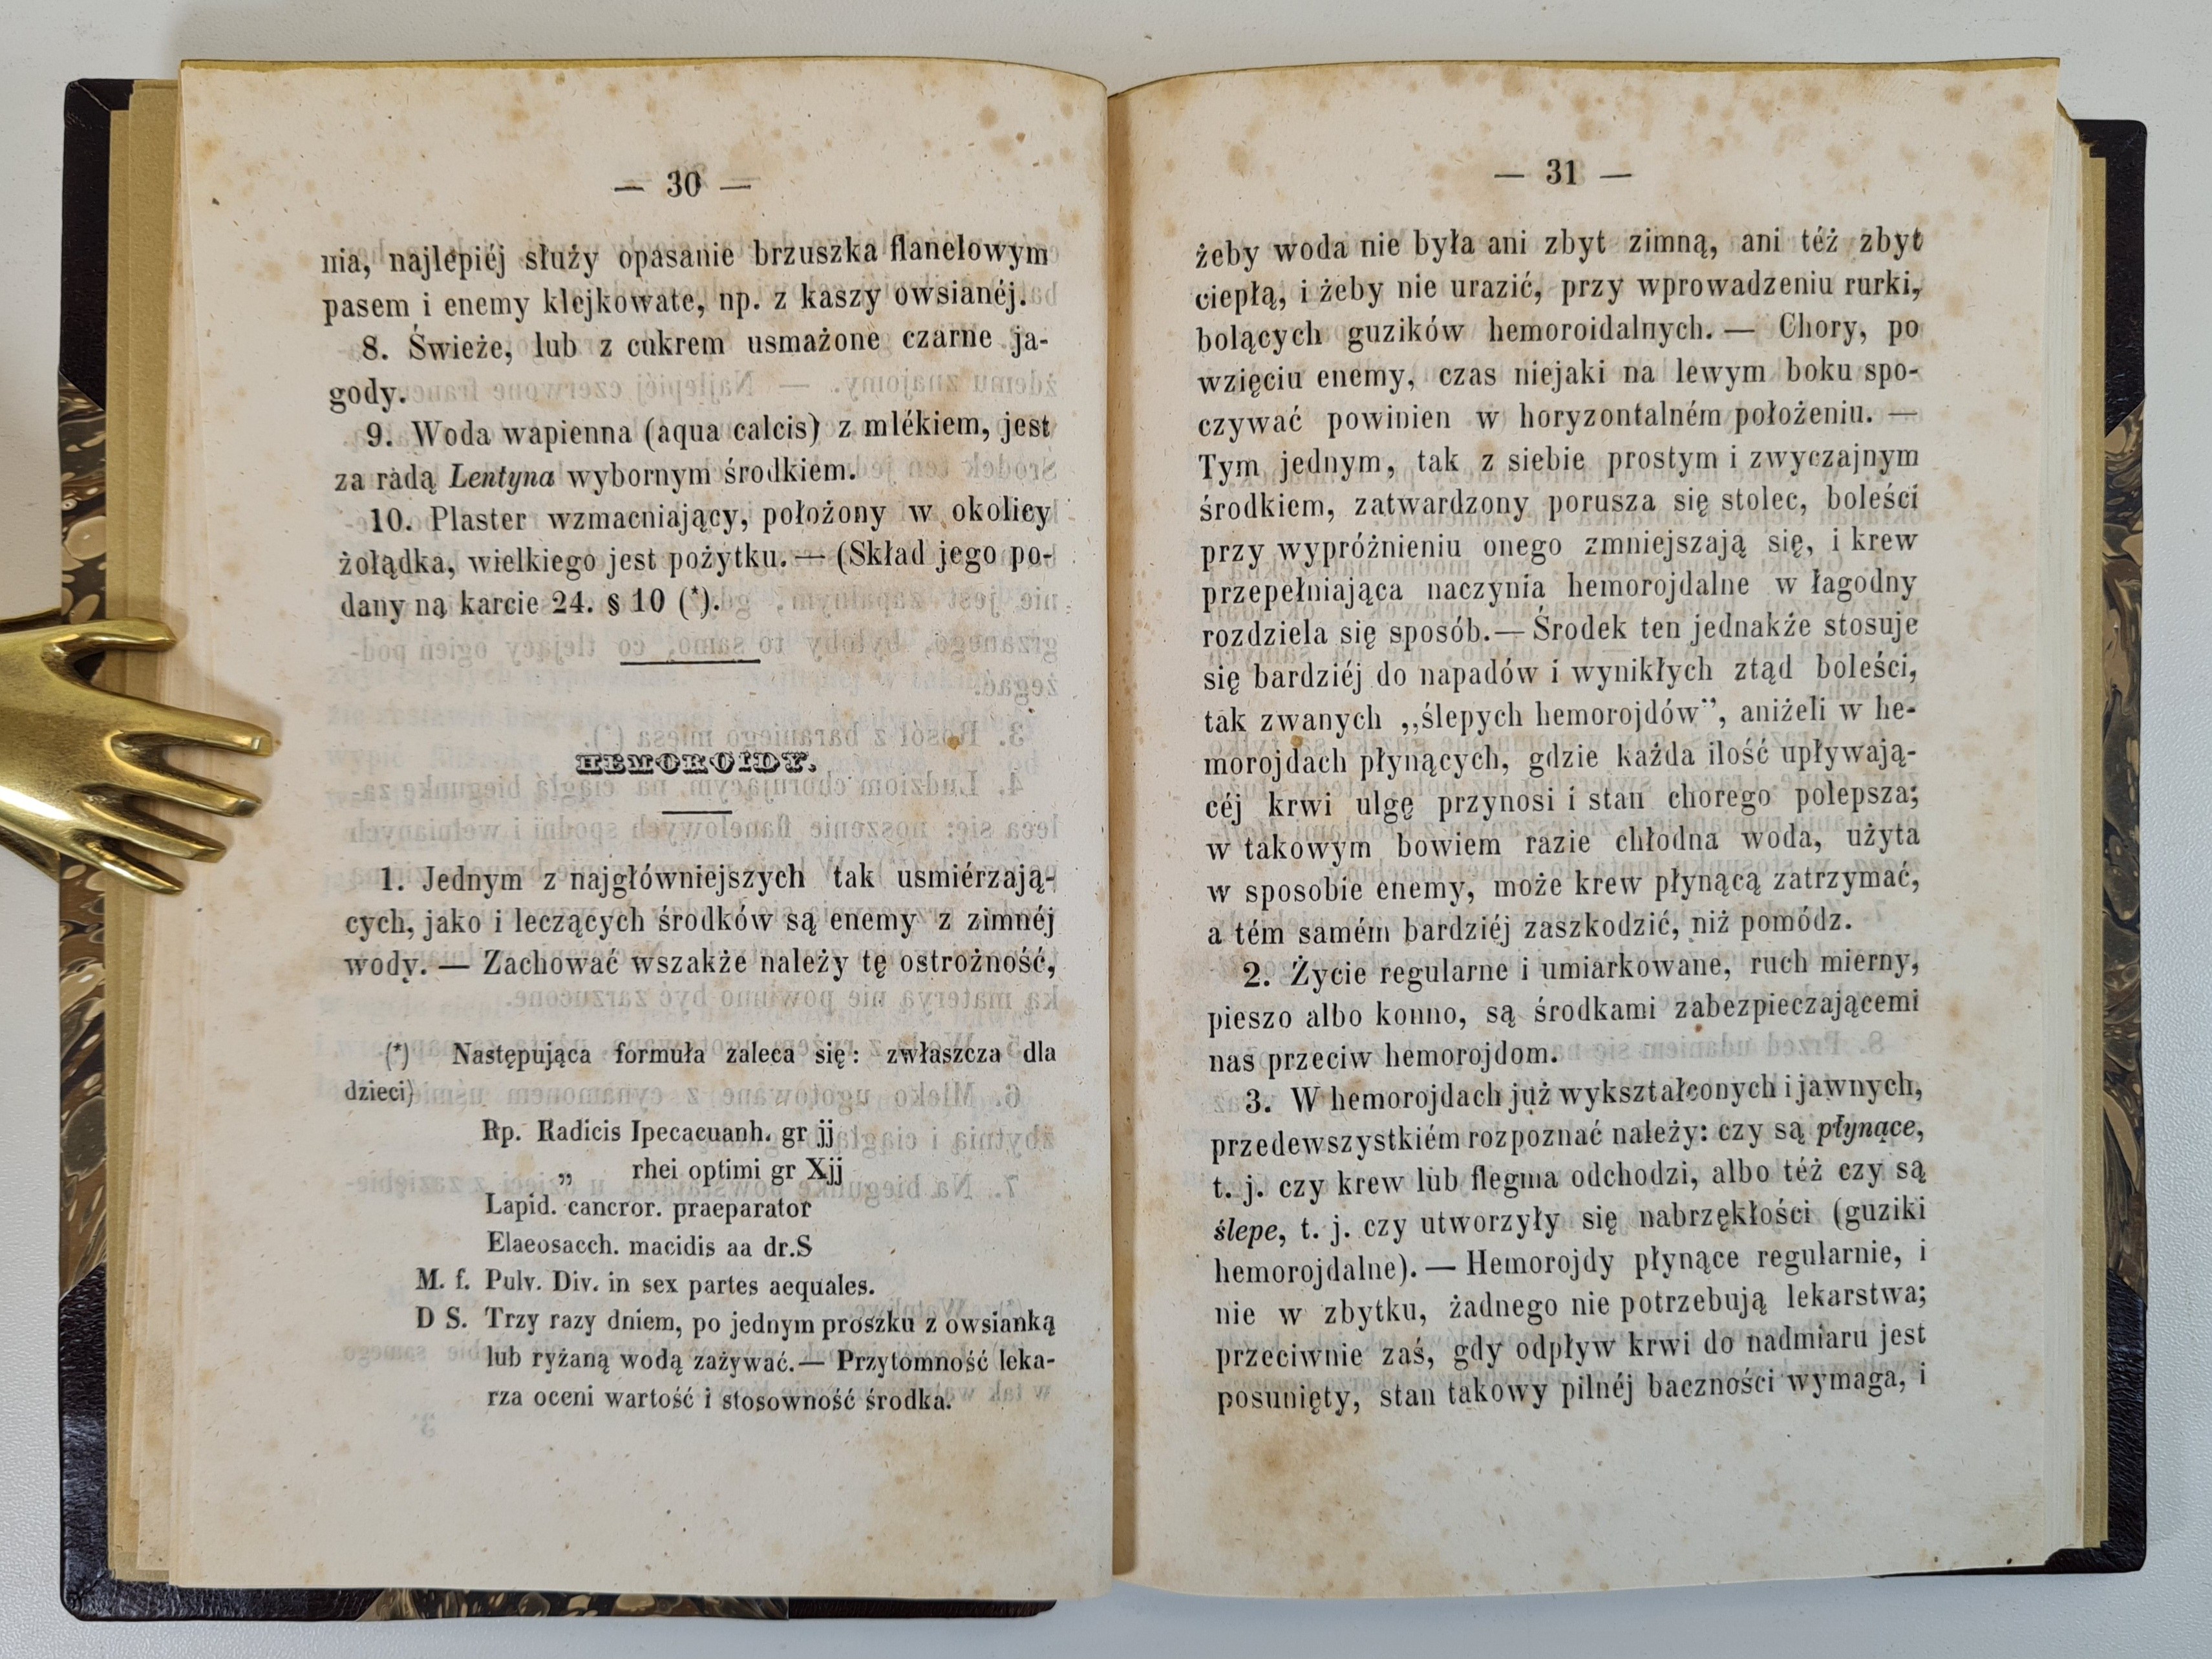 — 30 —
nia, najlepiéj służy opasanie brzuszka flanelowym
pasem i enemy klejkowate, np. z kaszy owsianéj.
8. Świeże, lub z cukrem usmażone czarne ja-
gody.
9. Woda wapienna (aqua calcis) z mlékiem, jest
za radą Lentyna wybornym środkiem.
10. Plaster wzmacniający, położony w okolicy
żołądka, wielkiego jest pożytku. — (Skład jego po-
dany na karcie 24. § 10 (*).
HEMOROIDY.
1. Jednym z najgłówniejszych tak usmiérzają-
cych, jako i leczących środków są enemy z zimnéj
wody. — Zachować wszakże należy tę ostrożność,
(*) Następująca formuła zaleca się: zwłaszcza dla
dzieci)
Rp. Radicis Ipecacuanh. gr jj
„ rhei optimi gr Xjj
Lapid. cancror. praeparator
Elaeosacch. macidis aa dr.S
M. f. Pulv. Div. in sex partes aequales.
D S. Trzy razy dniem, po jednym proszku z owsianką
lub ryżaną wodą zażywać. — Przytomność leka-
rza oceni wartość i stosowność środka.
— 31 —
żeby woda nie była ani zbyt zimną, ani téż zbyt
ciepłą, i żeby nie urazić, przy wprowadzeniu rurki,
bolących guzików hemoroidalnych. — Chory, po
wzięciu enemy, czas niejaki na lewym boku spo-
czywać powinien w horyzontalném położeniu. —
Tym jednym, tak z siebie prostym i zwyczajnym
środkiem, zatwardzony porusza się stolec, boleści
przy wypróżnieniu onego zmniejszają się, i krew
przepełniająca naczynia hemorojdalne w łagodny
rozdziela się sposób. — Środek ten jednakże stosuje
się bardziéj do napadów i wynikłych ztąd boleści,
tak zwanych „ślepych hemorojdów”, aniżeli w he-
morojdach płynących, gdzie każda ilość upływają-
céj krwi ulgę przynosi i stan chorego polepsza;
w takowym bowiem razie chłodna woda, użyta
w sposobie enemy, może krew płynącą zatrzymać,
a tém samém bardziéj zaszkodzić, niż pomódz.
2. Życie regularne i umiarkowane, ruch mierny,
pieszo albo konno, są środkami zabezpieczającemi
nas przeciw hemorojdom.
3. W hemorojdach już wykształconych i jawnych,
przedewszystkiém rozpoznać należy: czy są płynące,
t. j. czy krew lub flegma odchodzi, albo téż czy są
ślepe, t. j. czy utworzyły się nabrzękłości (guziki
hemorojdalne). — Hemorojdy płynące regularnie, i
nie w zbytku, żadnego nie potrzebują lekarstwa;
przeciwnie zaś, gdy odpływ krwi do nadmiaru jest
posunięty, stan takowy pilnéj baczności wymaga, i